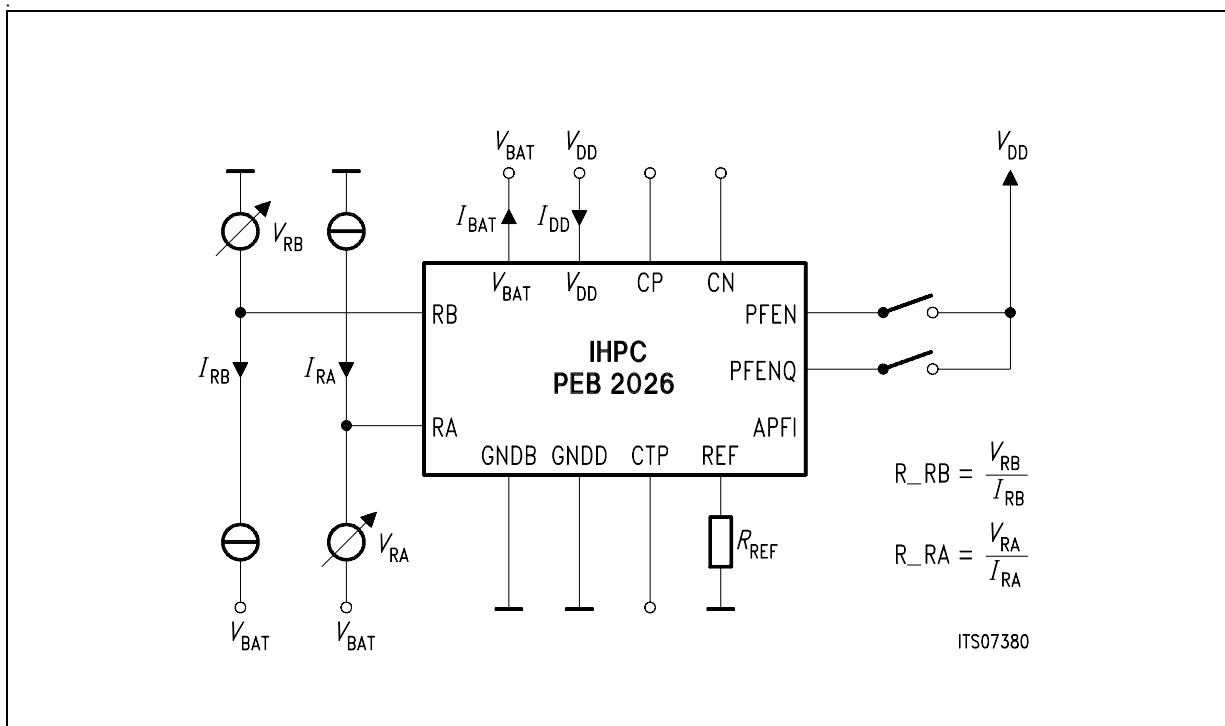 V_BAT V_DD V_DD
I_BAT I_DD
V_RB
V_BAT V_DD CP CN
RB PFEN
IHPC
PEB 2026
I_RB I_RA PFENQ
RA APFI
GNDB GNDD CTP REF
R_RB = V_RB / I_RB
V_RA R_REF
R_RA = V_RA / I_RA
V_BAT V_BAT
ITS07380